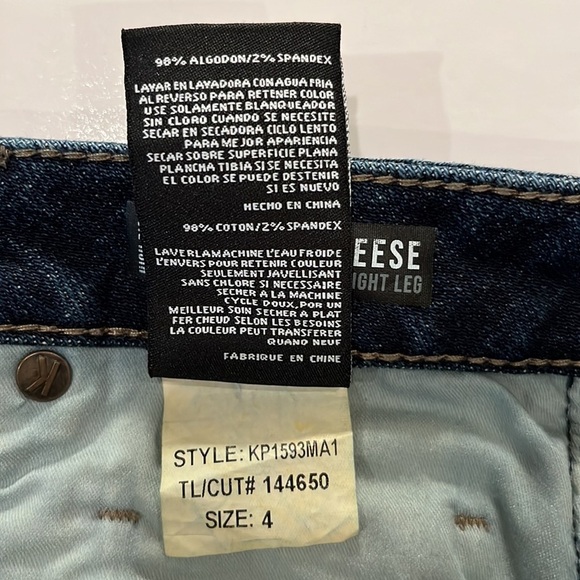 98% ALGODON/2% SPANDEX
LAVAR EN LAVADORA CON AGUA FRIA
AL REVERSO PARA RETENER COLOR
USE SOLAMENTE BLANQUEADOR
SIN CLORO CUANDO SE NECESITE
SECAR EN SECADORA CICLO LENTO
PARA MEJOR APARIENCIA
SECAR SOBRE SUPERFICIE PLANA
PLANCHA TIBIA SI SE NECESITA
EL COLOR SE PUEDE DESTENIR
SI ES NUEVO
HECHO EN CHINA
98% COTON/2% SPANDEX
LAVER LA MACHINE L'EAU FROIDE
L'ENVERS POUR RETENIR COULEUR
SEULEMENT JAVELLISANT
SANS CHLORE SI NECESSAIRE
SECHER A LA MACHINE
CYCLE DOUX, POUR UN
MEILLEUR SOIN SECHER A PLAT
FER CHEUD SELON LES BESOINS
LA COULEUR PEUT TRANSFERER
QUAND NEUF
FABRIQUE EN CHINE
EESE
IGHT LEG
K
STYLE: KP1593MA1
TL/CUT# 144650
SIZE: 4